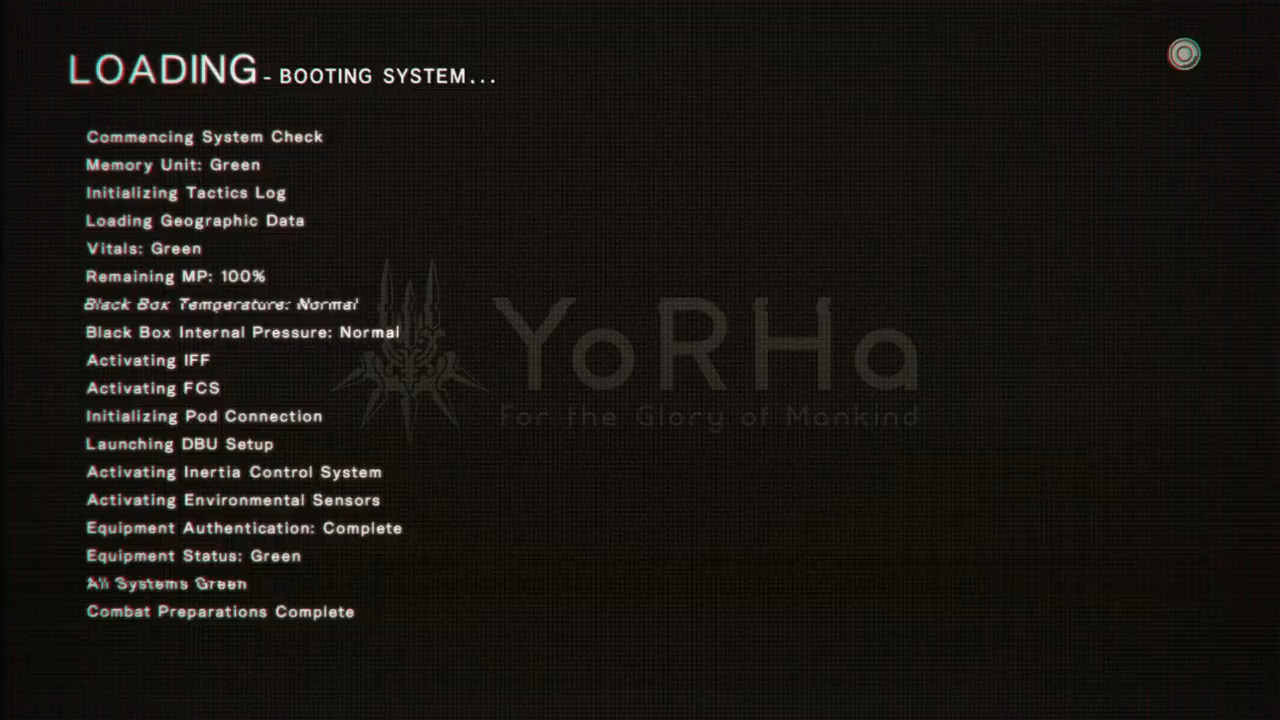 LOADING - BOOTING SYSTEM...
Commencing System Check
Memory Unit: Green
Initializing Tactics Log
Loading Geographic Data
Vitals: Green
Remaining MP: 100%
Black Box Temperature: Normal
Black Box Internal Pressure: Normal
Activating IFF
Activating FCS
Initializing Pod Connection
Launching DBU Setup
Activating Inertia Control System
Activating Environmental Sensors
Equipment Authentication: Complete
Equipment Status: Green
All Systems Green
Combat Preparations Complete
YoRHa
For the Glory of Mankind